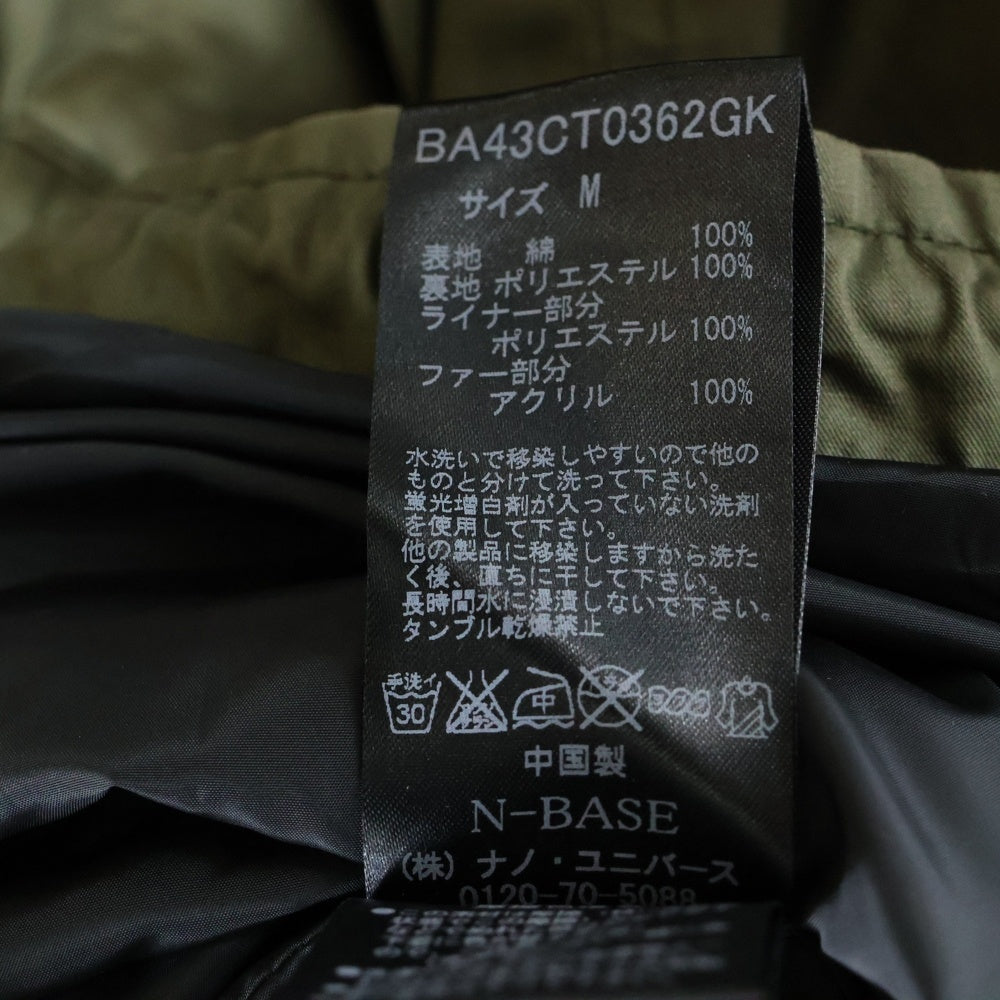 BA43CT0362GK
サイズ M
表地 綿 100%
裏地 ポリエステル 100%
ライナー部分
ポリエステル 100%
ファー部分
アクリル 100%
水洗いで移染しやすいので他の
ものと分けて洗って下さい。
蛍光増白剤が入っていない洗剤
を使用して下さい。
他の製品に移染しますから洗た
く後、直ちに干して下さい。
長時間水に浸漬しないで下さい。
タンブル乾燥禁止
手洗イ
30
中
中国製
N-BASE
(株) ナノ・ユニバース
0120-70-5088